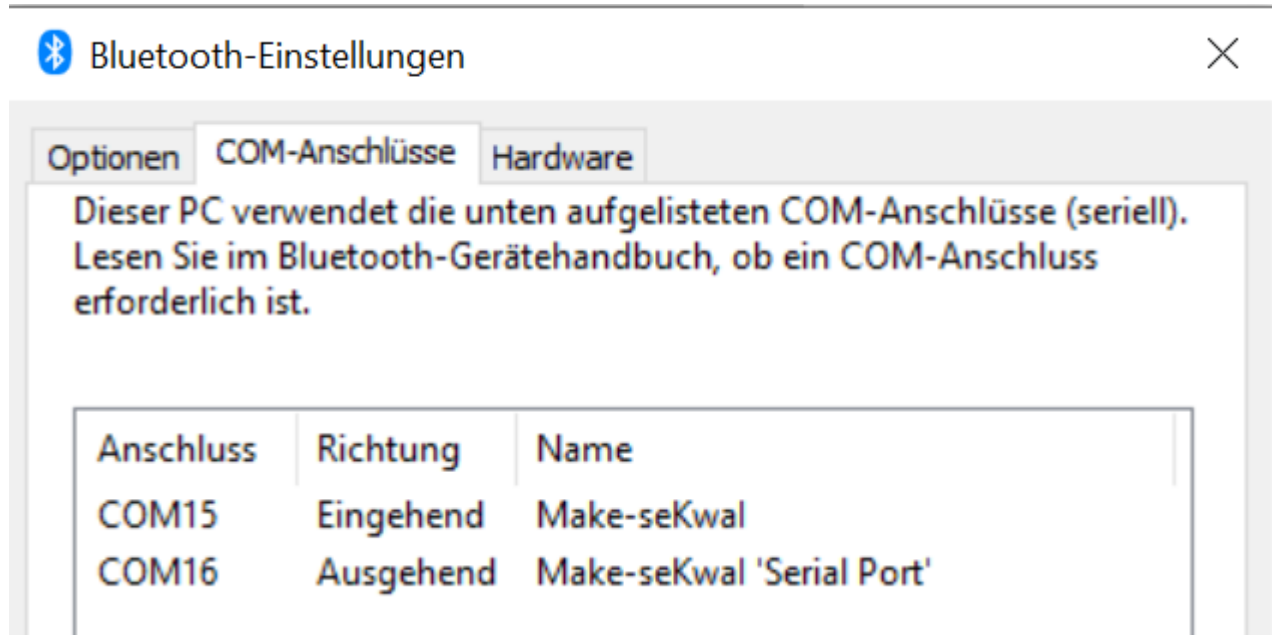 Bluetooth-Einstellungen
Optionen COM-Anschlüsse Hardware
Dieser PC verwendet die unten aufgelisteten COM-Anschlüsse (seriell).
Lesen Sie im Bluetooth-Gerätehandbuch, ob ein COM-Anschluss
erforderlich ist.
Anschluss Richtung Name
COM15 Eingehend Make-seKwal
COM16 Ausgehend Make-seKwal 'Serial Port'